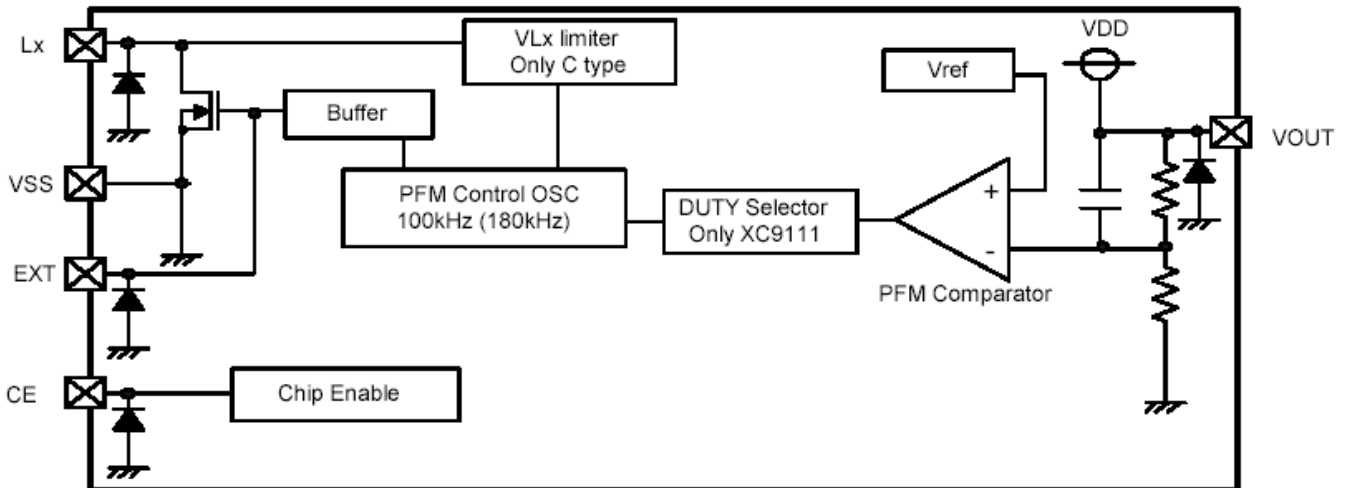 Lx
VLx limiter
Only C type
VDD
Vref
Buffer
VOUT
VSS
PFM Control OSC
100kHz (180kHz)
DUTY Selector
Only XC9111
+
-
EXT
PFM Comparator
CE
Chip Enable